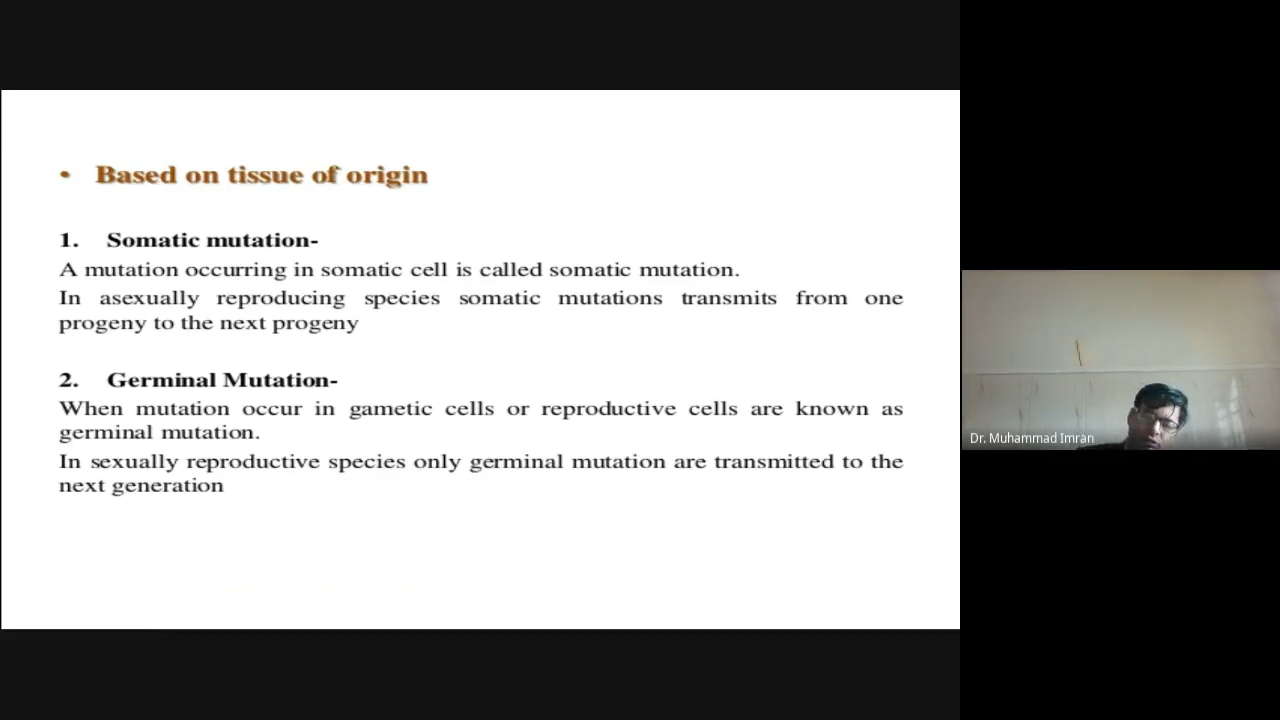 • Based on tissue of origin
1. Somatic mutation-
A mutation occurring in somatic cell is called somatic mutation.
In asexually reproducing species somatic mutations transmits from one
progeny to the next progeny
2. Germinal Mutation-
When mutation occur in gametic cells or reproductive cells are known as
germinal mutation.
In sexually reproductive species only germinal mutation are transmitted to the
next generation
Dr. Muhammad Imran